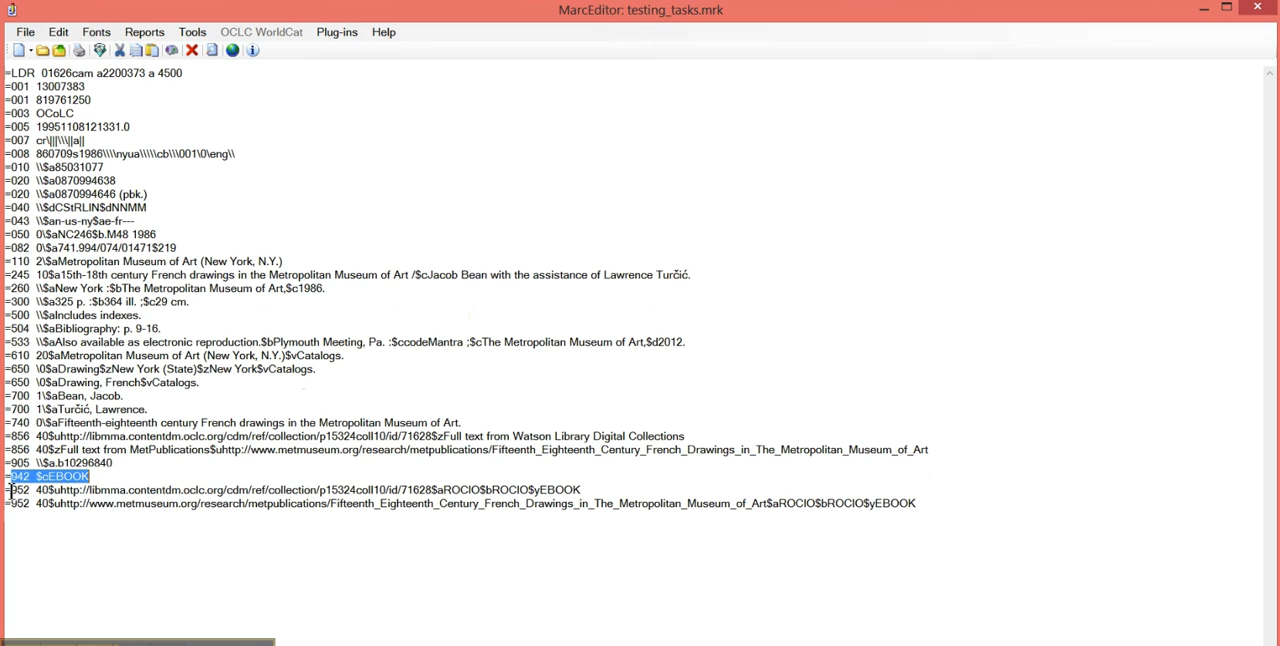 MarcEditor: testing_tasks.mrk
File Edit Fonts Reports Tools OCLC WorldCat Plug-ins Help
=LDR 01626cam a2200373 a 4500
=001 13007383
=001 819761250
=003 OCoLC
=005 19951108121331.0
=007 cr\|||\\\||a||
=008 860709s1986\\\\nyua\\\\\cb\\\001\0\eng\\
=010 \\$a85031077
=020 \\$a0870994638
=020 \\$a0870994646 (pbk.)
=040 \\$dCStRLIN$dNNMM
=043 \\$an-us-ny$ae-fr---
=050 0\$aNC246$b.M48 1986
=082 0\$a741.994/074/01471$219
=110 2\$aMetropolitan Museum of Art (New York, N.Y.)
=245 10$a15th-18th century French drawings in the Metropolitan Museum of Art /$cJacob Bean with the assistance of Lawrence Turčić.
=260 \\$aNew York :$bThe Metropolitan Museum of Art,$c1986.
=300 \\$a325 p. :$b364 ill. ;$c29 cm.
=500 \\$aIncludes indexes.
=504 \\$aBibliography: p. 9-16.
=533 \\$aAlso available as electronic reproduction.$bPlymouth Meeting, Pa. :$ccodeMantra ;$cThe Metropolitan Museum of Art,$d2012.
=610 20$aMetropolitan Museum of Art (New York, N.Y.)$vCatalogs.
=650 \0$aDrawing$zNew York (State)$zNew York$vCatalogs.
=650 \0$aDrawing, French$vCatalogs.
=700 1\$aBean, Jacob.
=700 1\$aTurčić, Lawrence.
=740 0\$aFifteenth-eighteenth century French drawings in the Metropolitan Museum of Art.
=856 40$uhttp://libmma.contentdm.oclc.org/cdm/ref/collection/p15324coll10/id/71628$zFull text from Watson Library Digital Collections
=856 40$zFull text from MetPublications$uhttp://www.metmuseum.org/research/metpublications/Fifteenth_Eighteenth_Century_French_Drawings_in_The_Metropolitan_Museum_of_Art
=905 \\$a.b10296840
=942 $cEBOOK
=952 40$uhttp://libmma.contentdm.oclc.org/cdm/ref/collection/p15324coll10/id/71628$aROCIO$bROCIO$yEBOOK
=952 40$uhttp://www.metmuseum.org/research/metpublications/Fifteenth_Eighteenth_Century_French_Drawings_in_The_Metropolitan_Museum_of_Art$aROCIO$bROCIO$yEBOOK